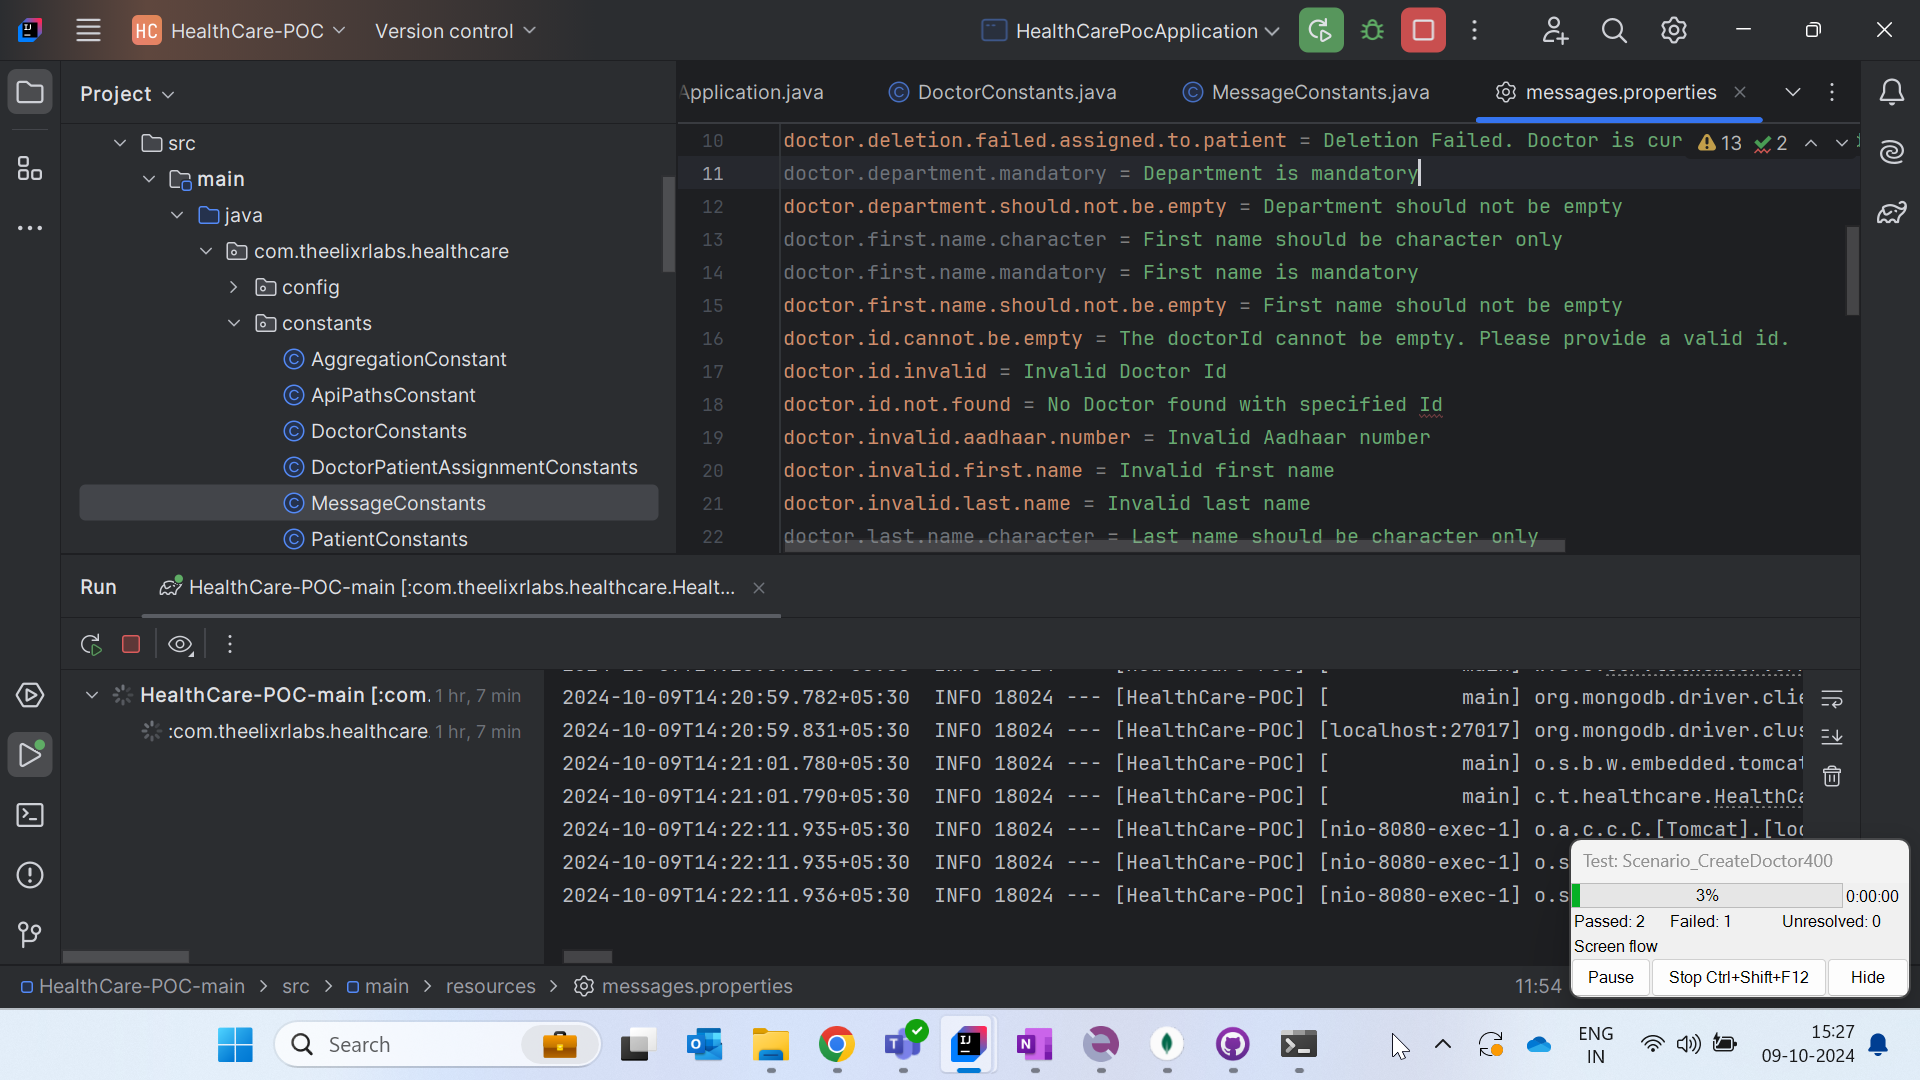 HC HealthCare-POC Version control HealthCarePocApplication
Project
Application.java DoctorConstants.java MessageConstants.java messages.properties
src
main
java
com.theelixrlabs.healthcare
config
constants
AggregationConstant
ApiPathsConstant
DoctorConstants
DoctorPatientAssignmentConstants
MessageConstants
PatientConstants
13 2
10 doctor.deletion.failed.assigned.to.patient = Deletion Failed. Doctor is cur
11 doctor.department.mandatory = Department is mandatory
12 doctor.department.should.not.be.empty = Department should not be empty
13 doctor.first.name.character = First name should be character only
14 doctor.first.name.mandatory = First name is mandatory
15 doctor.first.name.should.not.be.empty = First name should not be empty
16 doctor.id.cannot.be.empty = The doctorId cannot be empty. Please provide a valid id.
17 doctor.id.invalid = Invalid Doctor Id
18 doctor.id.not.found = No Doctor found with specified Id
19 doctor.invalid.aadhaar.number = Invalid Aadhaar number
20 doctor.invalid.first.name = Invalid first name
21 doctor.invalid.last.name = Invalid last name
22 doctor.last.name.character = Last name should be character only
Run HealthCare-POC-main [:com.theelixrlabs.healthcare.Healt...
HealthCare-POC-main [:com. 1 hr, 7 min
:com.theelixrlabs.healthcare. 1 hr, 7 min
2024-10-09T14:20:59.782+05:30 INFO 18024 --- [HealthCare-POC] [ main] org.mongodb.driver.clie
2024-10-09T14:20:59.831+05:30 INFO 18024 --- [HealthCare-POC] [localhost:27017] org.mongodb.driver.clus
2024-10-09T14:21:01.780+05:30 INFO 18024 --- [HealthCare-POC] [ main] o.s.b.w.embedded.tomcat
2024-10-09T14:21:01.790+05:30 INFO 18024 --- [HealthCare-POC] [ main] c.t.healthcare.HealthCa
2024-10-09T14:22:11.935+05:30 INFO 18024 --- [HealthCare-POC] [nio-8080-exec-1] o.a.c.c.C.[Tomcat].[loc
2024-10-09T14:22:11.935+05:30 INFO 18024 --- [HealthCare-POC] [nio-8080-exec-1] o.s
2024-10-09T14:22:11.936+05:30 INFO 18024 --- [HealthCare-POC] [nio-8080-exec-1] o.s
Test: Scenario_CreateDoctor400
3% 0:00:00
Passed: 2 Failed: 1 Unresolved: 0
Screen flow
Pause Stop Ctrl+Shift+F12 Hide
HealthCare-POC-main > src > main > resources > messages.properties 11:54
Search
ENG
IN
15:27
09-10-2024